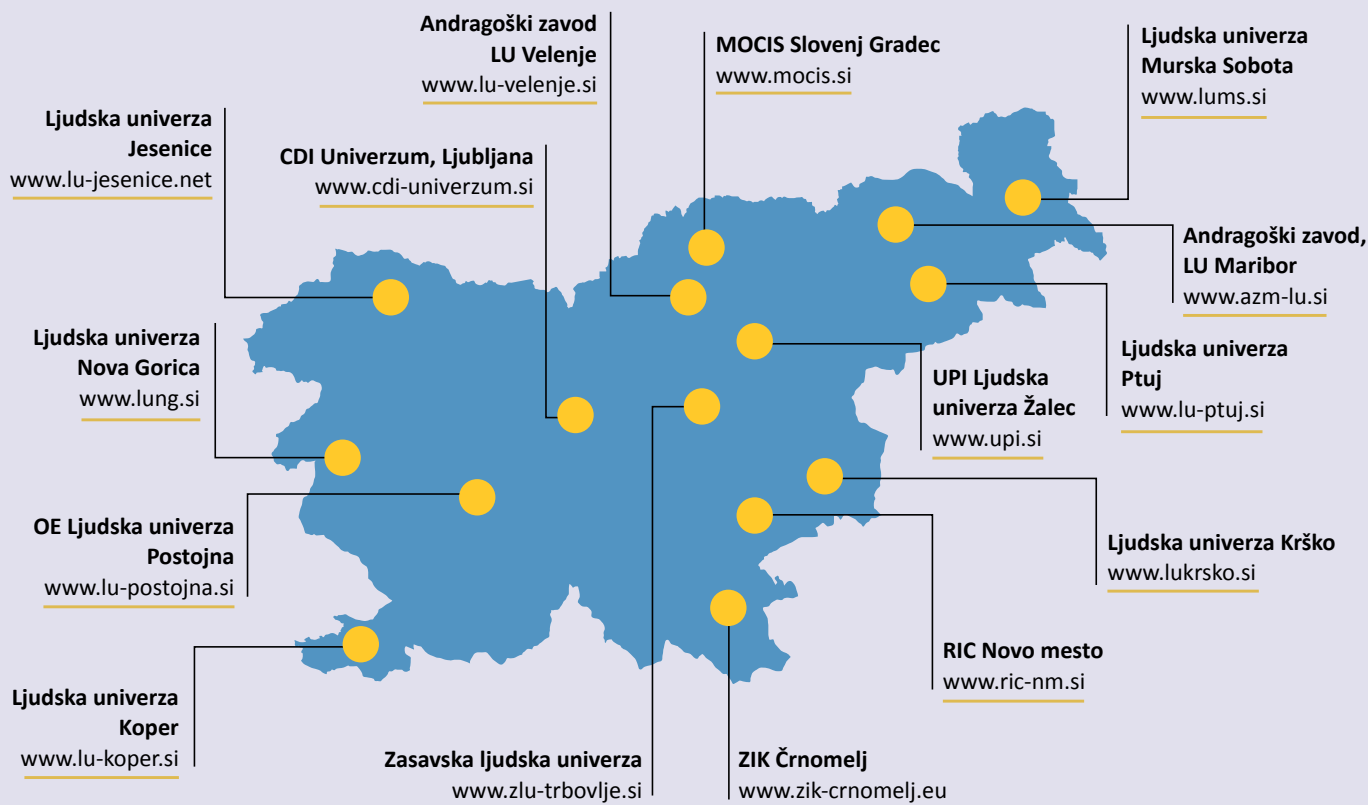 Andragoški zavod
LU Velenje
www.lu-velenje.si
MOCIS Slovenj Gradec
www.mocis.si
Ljudska univerza
Murska Sobota
www.lums.si
Ljudska univerza
Jesenice
www.lu-jesenice.net
CDI Univerzum, Ljubljana
www.cdi-univerzum.si
Andragoški zavod,
LU Maribor
www.azm-lu.si
Ljudska univerza
Nova Gorica
www.lung.si
Ljudska univerza
Ptuj
www.lu-ptuj.si
UPI Ljudska
univerza Žalec
www.upi.si
OE Ljudska univerza
Postojna
www.lu-postojna.si
Ljudska univerza Krško
www.lukrsko.si
RIC Novo mesto
www.ric-nm.si
Ljudska univerza
Koper
www.lu-koper.si
Zasavska ljudska univerza
www.zlu-trbovlje.si
ZIK Črnomelj
www.zik-crnomelj.eu